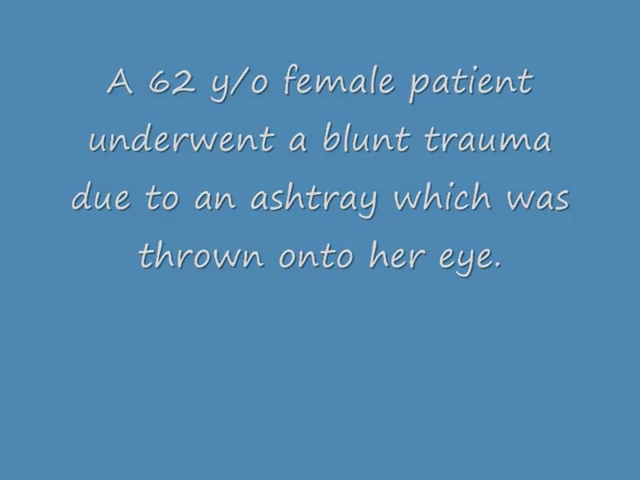 A 62 y/o female patient
underwent a blunt trauma
due to an ashtray which was
thrown onto her eye.